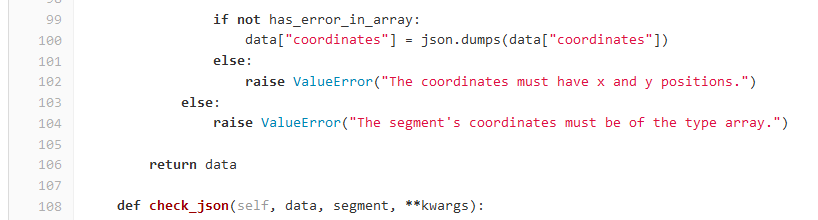 99                 if not has_error_in_array:
100                     data["coordinates"] = json.dumps(data["coordinates"])
101                 else:
102                     raise ValueError("The coordinates must have x and y positions.")
103             else:
104                 raise ValueError("The segment's coordinates must be of the type array.")
105
106         return data
107
108     def check_json(self, data, segment, **kwargs):